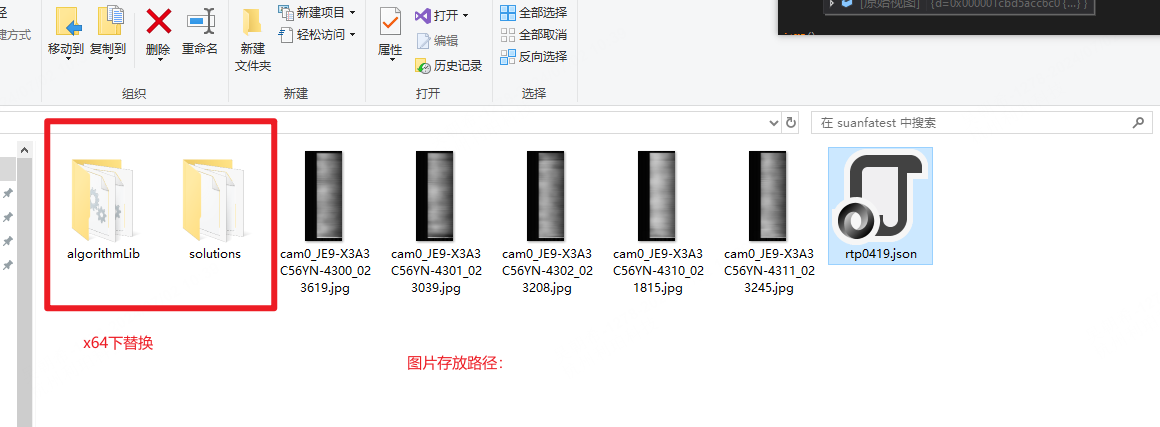 径
建方式
移动到
复制到
删除
重命名
组织
新建
文件夹
新建项目
轻松访问
新建
属性
打开
编辑
历史记录
打开
全部选择
全部取消
反向选择
选择
在 suanfatest 中搜索
algorithmLib
solutions
cam0_JE9-X3A3
C56YN-4300_02
3619.jpg
cam0_JE9-X3A3
C56YN-4301_02
3039.jpg
cam0_JE9-X3A3
C56YN-4302_02
3208.jpg
cam0_JE9-X3A3
C56YN-4310_02
1815.jpg
cam0_JE9-X3A3
C56YN-4311_02
3245.jpg
rtp0419.json
x64下替换
图片存放路径：